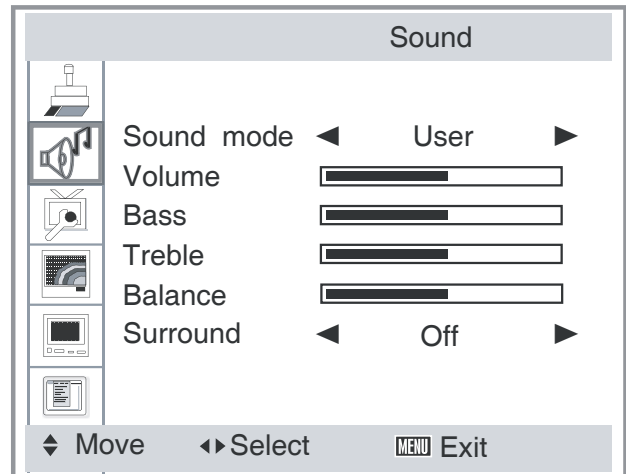 Sound
Sound mode ◀ User ▶
Volume
Bass
Treble
Balance
Surround ◀ Off ▶
Move Select MENU Exit